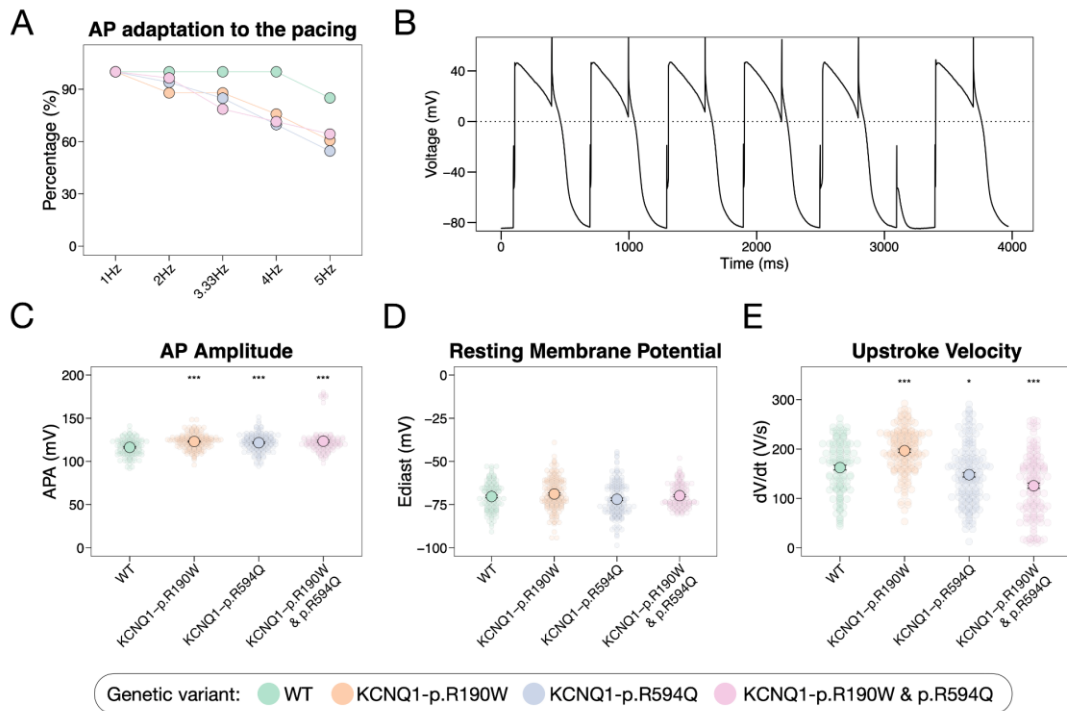 A
AP adaptation to the pacing
Percentage (%)
90
60
30
0
1Hz
2Hz
3.33Hz
4Hz
5Hz
B
Voltage (mV)
40
0
−40
−80
0
1000
2000
3000
4000
Time (ms)
C
AP Amplitude
APA (mV)
200
150
100
50
0
***
***
***
WT
KCNQ1−p.R190W
KCNQ1−p.R594Q
KCNQ1−p.R190W
& p.R594Q
D
Resting Membrane Potential
Ediast (mV)
0
−25
−50
−75
−100
WT
KCNQ1−p.R190W
KCNQ1−p.R594Q
KCNQ1−p.R190W
& p.R594Q
E
Upstroke Velocity
dV/dt (V/s)
300
200
100
0
***
*
***
WT
KCNQ1−p.R190W
KCNQ1−p.R594Q
KCNQ1−p.R190W
& p.R594Q
Genetic variant: WT KCNQ1-p.R190W KCNQ1-p.R594Q KCNQ1-p.R190W & p.R594Q